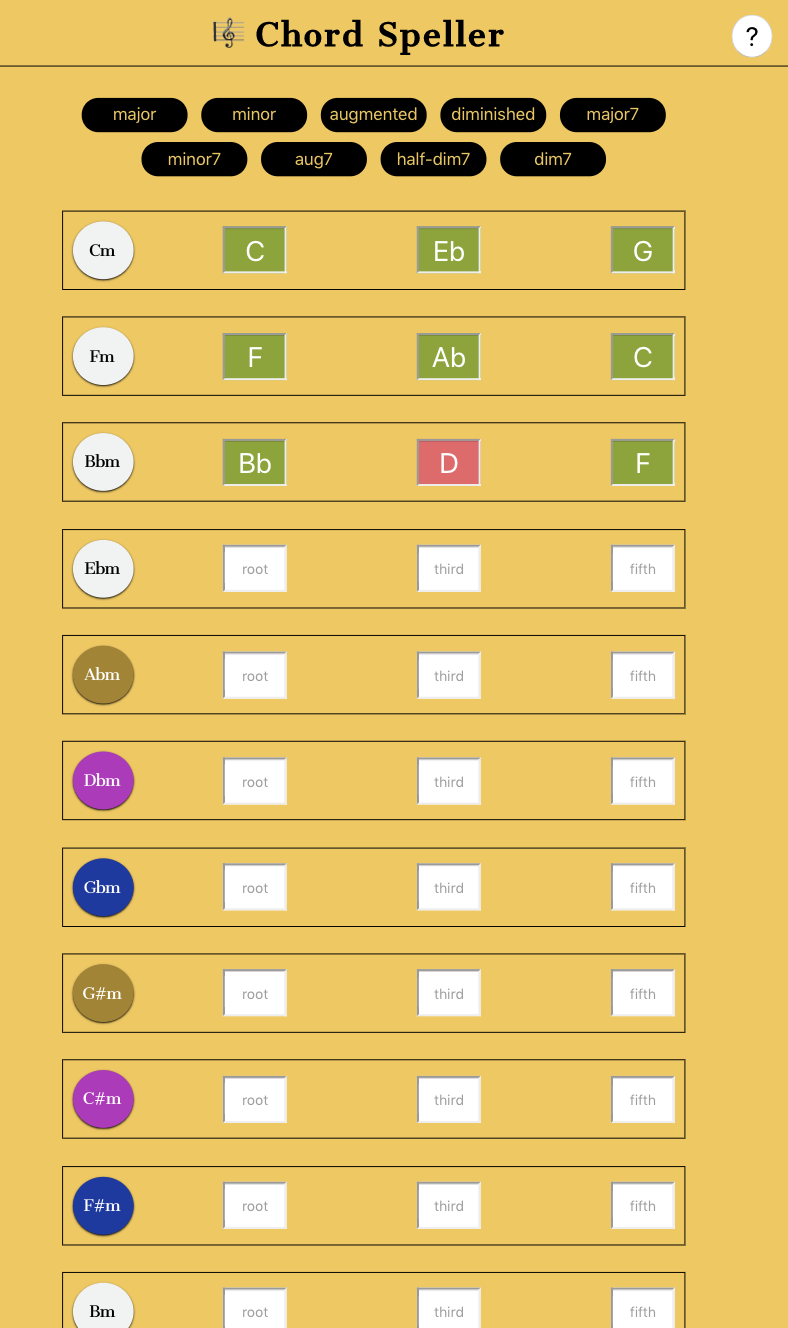 Chord Speller ?
major minor augmented diminished major7
minor7 aug7 half-dim7 dim7
Cm C Eb G
Fm F Ab C
Bbm Bb D F
Ebm root third fifth
Abm root third fifth
Dbm root third fifth
Gbm root third fifth
G#m root third fifth
C#m root third fifth
F#m root third fifth
Bm root third fifth